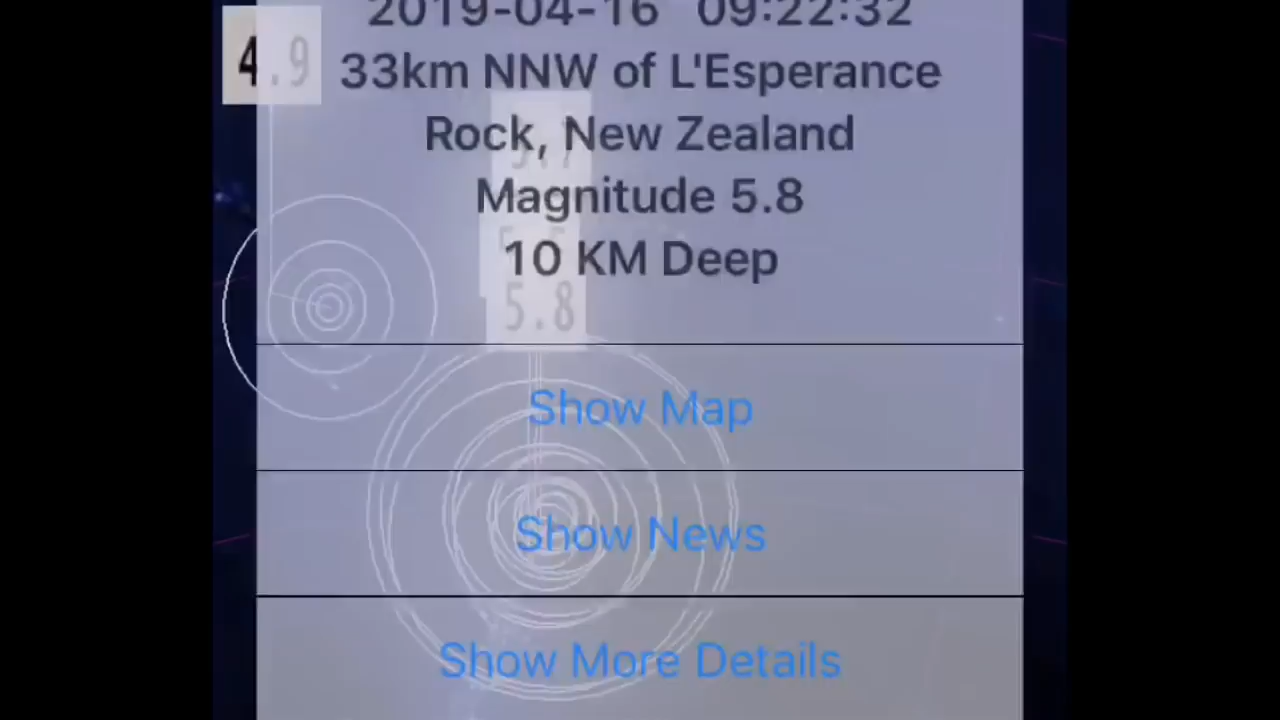 2019-04-16 09:22:32
4.9
33km NNW of L'Esperance
Rock, New Zealand
Magnitude 5.8
10 KM Deep
5.8
Show Map
Show News
Show More Details